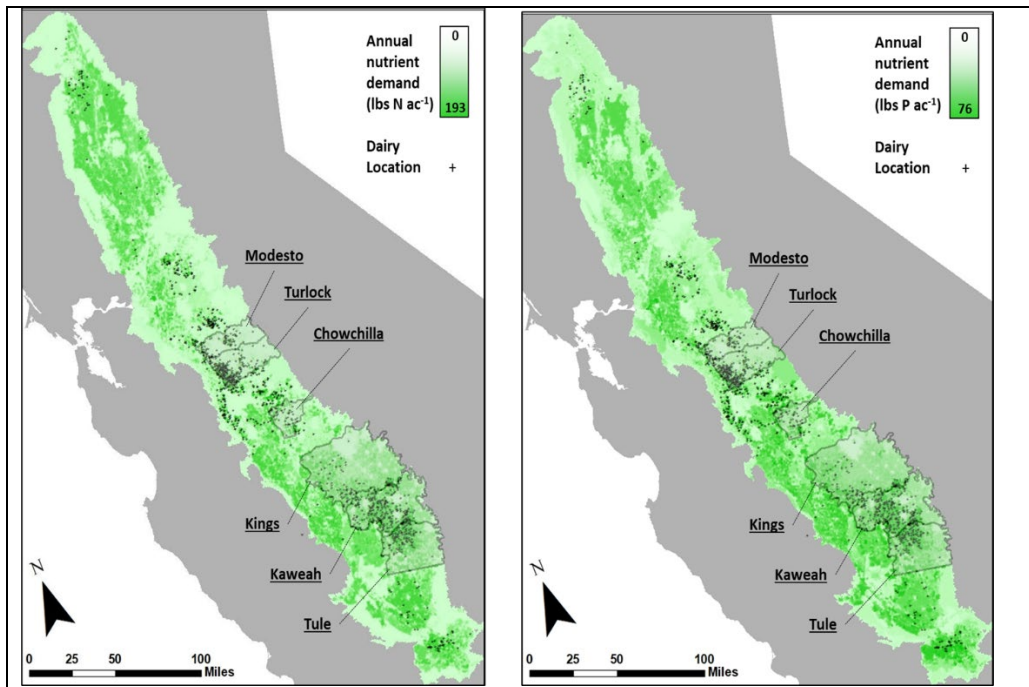 Annual
nutrient
demand
(lbs N ac⁻¹)
0
193
Dairy
Location +
Modesto
Turlock
Chowchilla
Kings
Kaweah
Tule
N
0 25 50 100
Miles
Annual
nutrient
demand
(lbs P ac⁻¹)
0
76
Dairy
Location +
Modesto
Turlock
Chowchilla
Kings
Kaweah
Tule
N
0 25 50 100
Miles